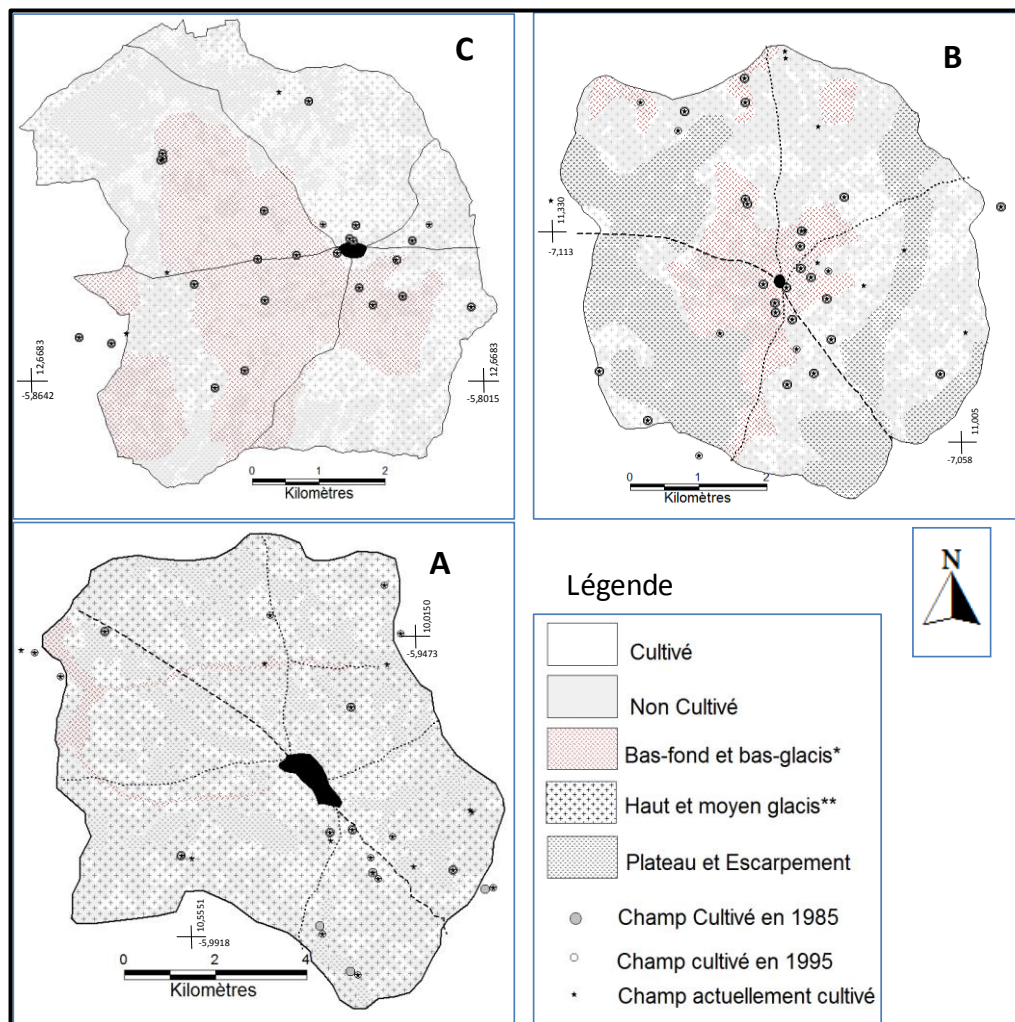 C
12,6683
-5,8642
12,6683
-5,8015
0 1 2
Kilomètres
B
11,330
-7,113
11,005
-7,058
0 1 2
Kilomètres
A
10,0150
-5,9473
10,5551
-5,9918
0 2 4
Kilomètres
N
Légende
Cultivé
Non Cultivé
Bas-fond et bas-glacis*
Haut et moyen glacis**
Plateau et Escarpement
Champ Cultivé en 1985
Champ cultivé en 1995
Champ actuellement cultivé